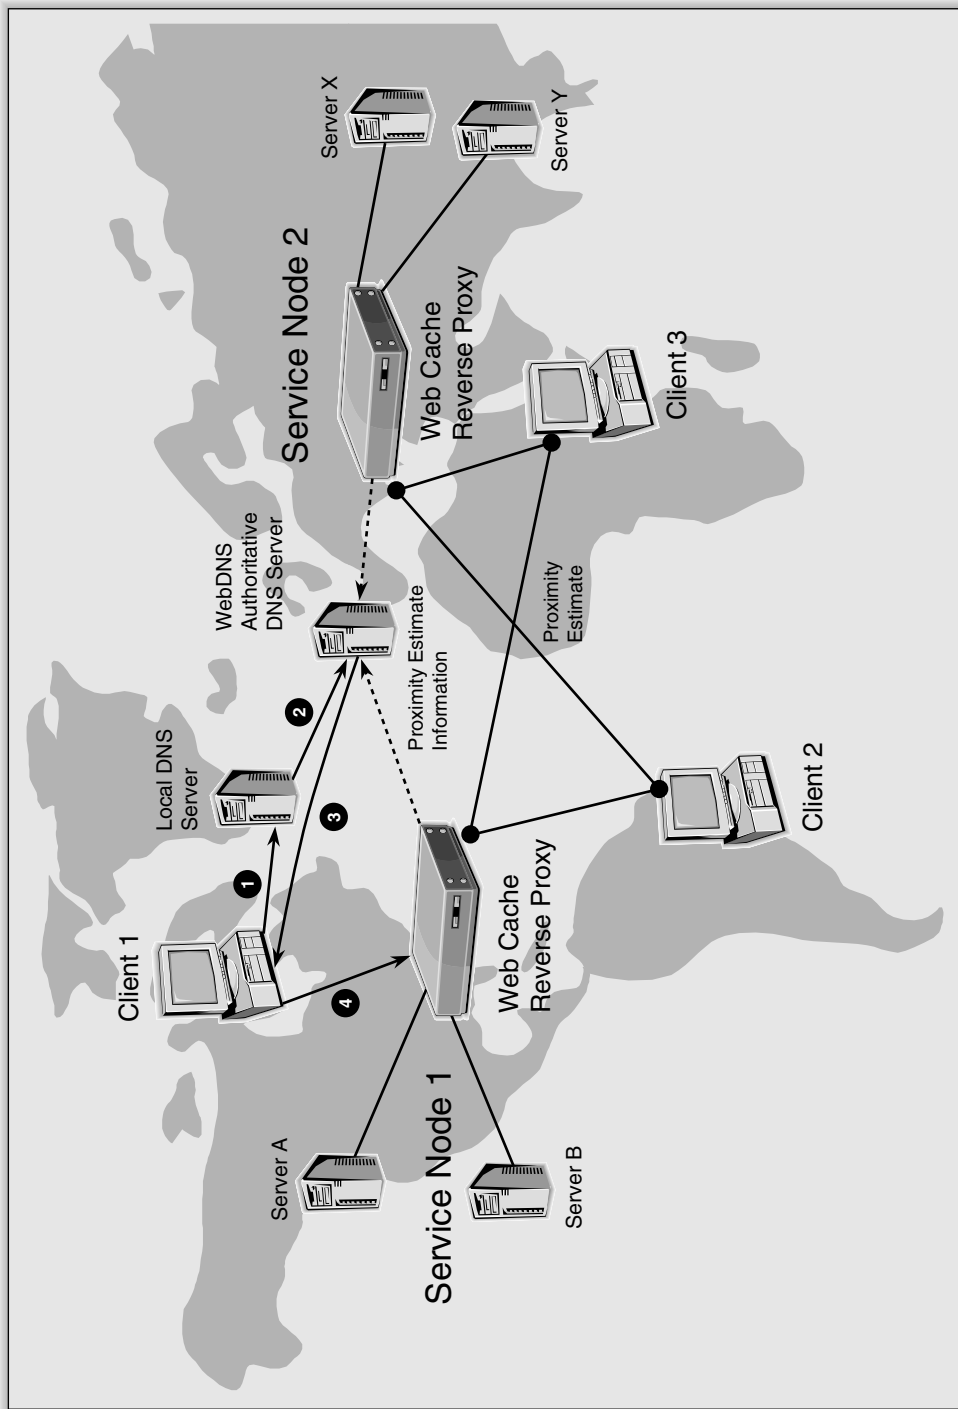 Client 1
Local DNS
Server
WebDNS
Authoritative
DNS Server
Service Node 2
Server X
Server A
1
2
3
4
Proximity Estimate
Information
Web Cache
Reverse Proxy
Server Y
Service Node 1
Web Cache
Reverse Proxy
Proximity
Estimate
Client 3
Server B
Client 2